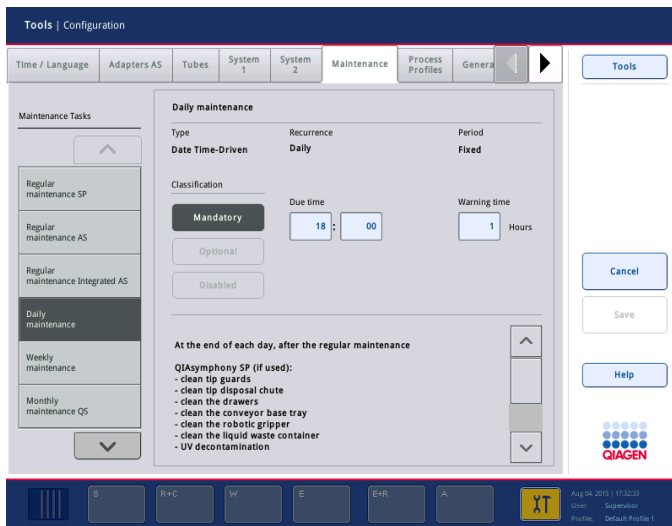 Tools | Configuration
Time / Language
Adapters AS
Tubes
System
1
System
2
Maintenance
Process
Profiles
Genera
Tools
Maintenance Tasks
Regular
maintenance SP
Regular
maintenance AS
Regular
maintenance Integrated AS
Daily
maintenance
Weekly
maintenance
Monthly
maintenance QS
Daily maintenance
Type
Recurrence
Period
Date Time-Driven
Daily
Fixed
Classification
Mandatory
Optional
Disabled
Due time
18 : 00
Warning time
1 Hours
At the end of each day, after the regular maintenance
QIAsymphony SP (if used):
- clean tip guards
- clean tip disposal chute
- clean the drawers
- clean the conveyor base tray
- clean the robotic gripper
- clean the liquid waste container
- UV decontamination
Cancel
Save
Help
QIAGEN
S
R+C
W
E
E+R
A
Aug 04, 2015 | 17:32:33
User: Supervisor
Profile: Default Profile 1